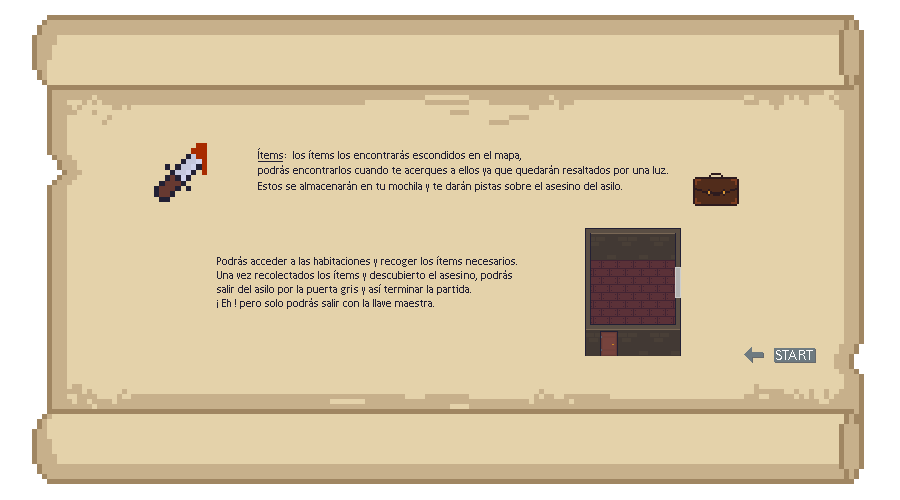 Ítems: los ítems los encontrarás escondidos en el mapa,
podrás encontrarlos cuando te acerques a ellos ya que quedarán resaltados por una luz.
Estos se almacenarán en tu mochila y te darán pistas sobre el asesino del asilo.
Podrás acceder a las habitaciones y recoger los ítems necesarios.
Una vez recolectados los ítems y descubierto el asesino, podrás
salir del asilo por la puerta gris y así terminar la partida.
¡ Eh ! pero solo podrás salir con la llave maestra.
START